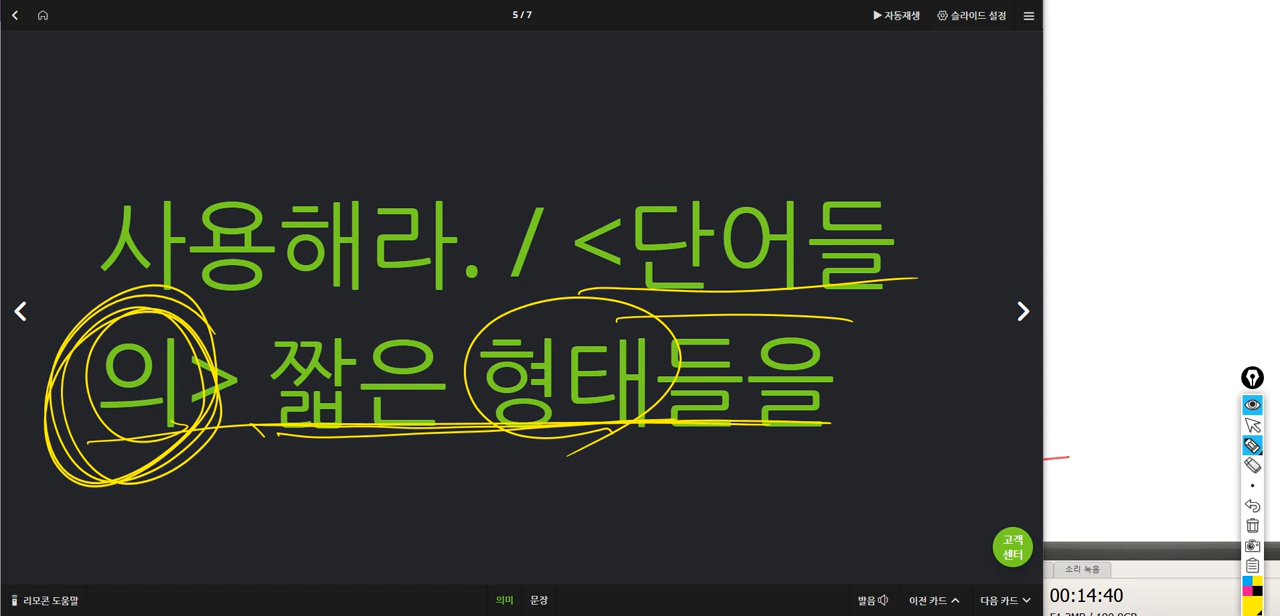 5 / 7
자동재생
슬라이드 설정
사용해라. / <단어들
의> 짧은 형태들을
고객
센터
소리 녹음
00:14:40
리모콘 도움말
의미
문장
발음
이전 카드
다음 카드